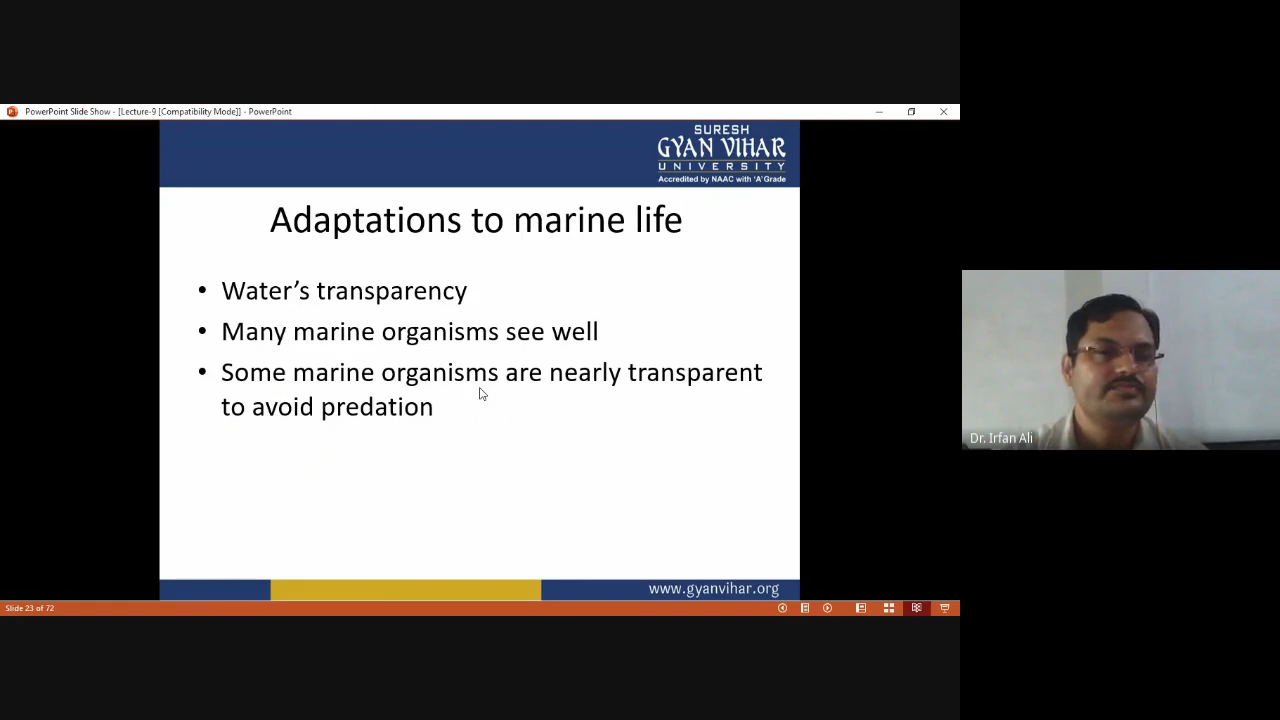 PowerPoint Slide Show - [Lecture-9 [Compatibility Mode]] - PowerPoint
SURESH
GYAN VIHAR
UNIVERSITY
Accredited by NAAC with 'A' Grade
Adaptations to marine life
• Water's transparency
• Many marine organisms see well
• Some marine organisms are nearly transparent
to avoid predation
Dr. Irfan Ali
www.gyanvihar.org
Slide 23 of 72